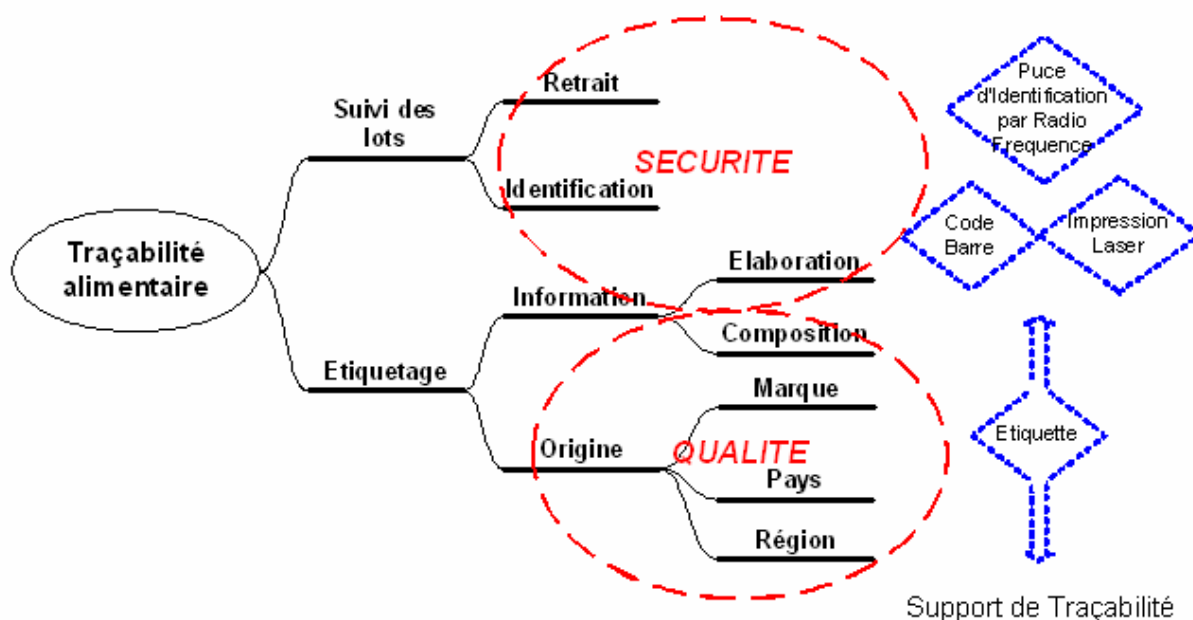 Traçabilité
alimentaire
Suivi des
lots
Retrait
Identification
SECURITE
Etiquetage
Information
Elaboration
Composition
Origine
QUALITE
Marque
Pays
Région
Puce
d'Identification
par Radio
Frequence
Code
Barre
Impression
Laser
Etiquette
Support de Traçabilité